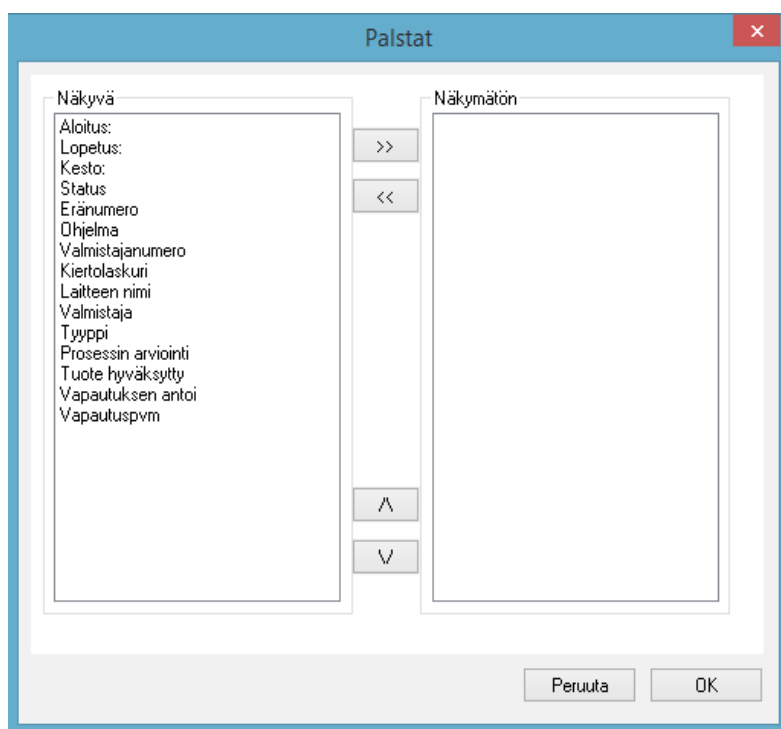 Palstat
Näkyvä
Näkymätön
Aloitus:
Lopetus:
Kesto:
Status
Eränumero
Ohjelma
Valmistajanumero
Kiertolaskuri
Laitteen nimi
Valmistaja
Tyyppi
Prosessin arviointi
Tuote hyväksytty
Vapautuksen antoi
Vapautuspvm
>>
<<
/\
\/
Peruuta
OK